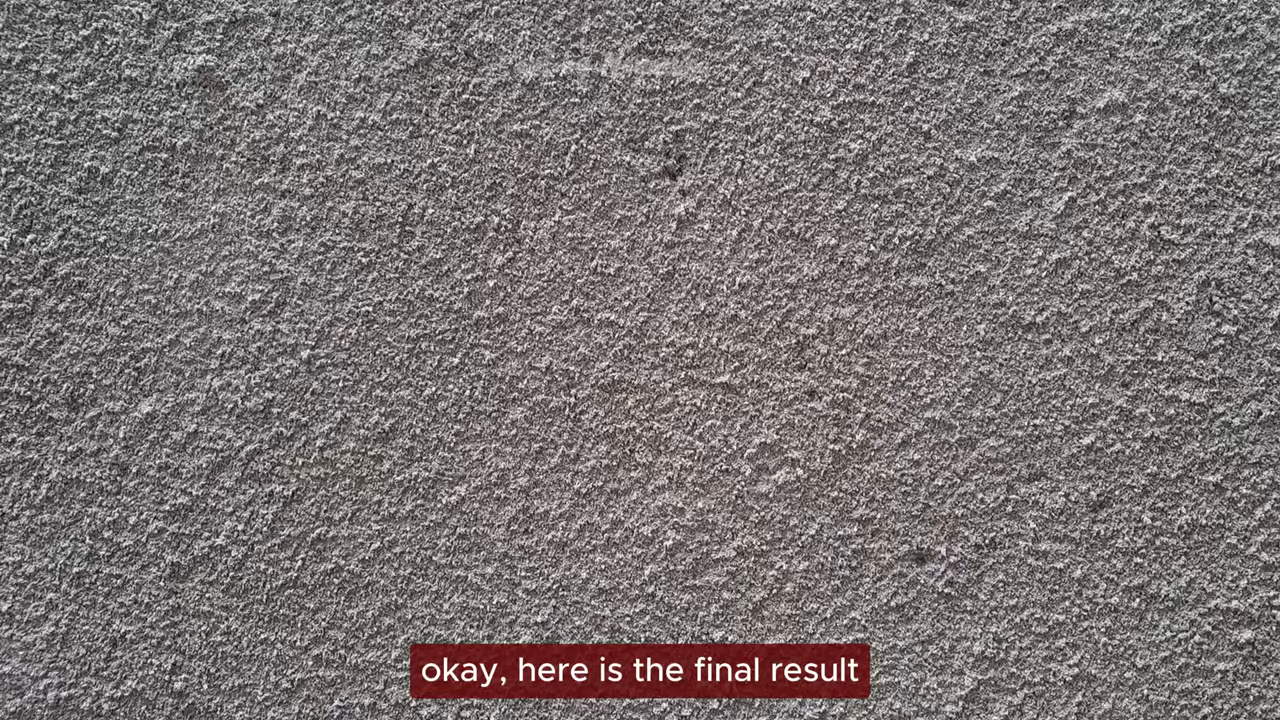 okay, here is the final result